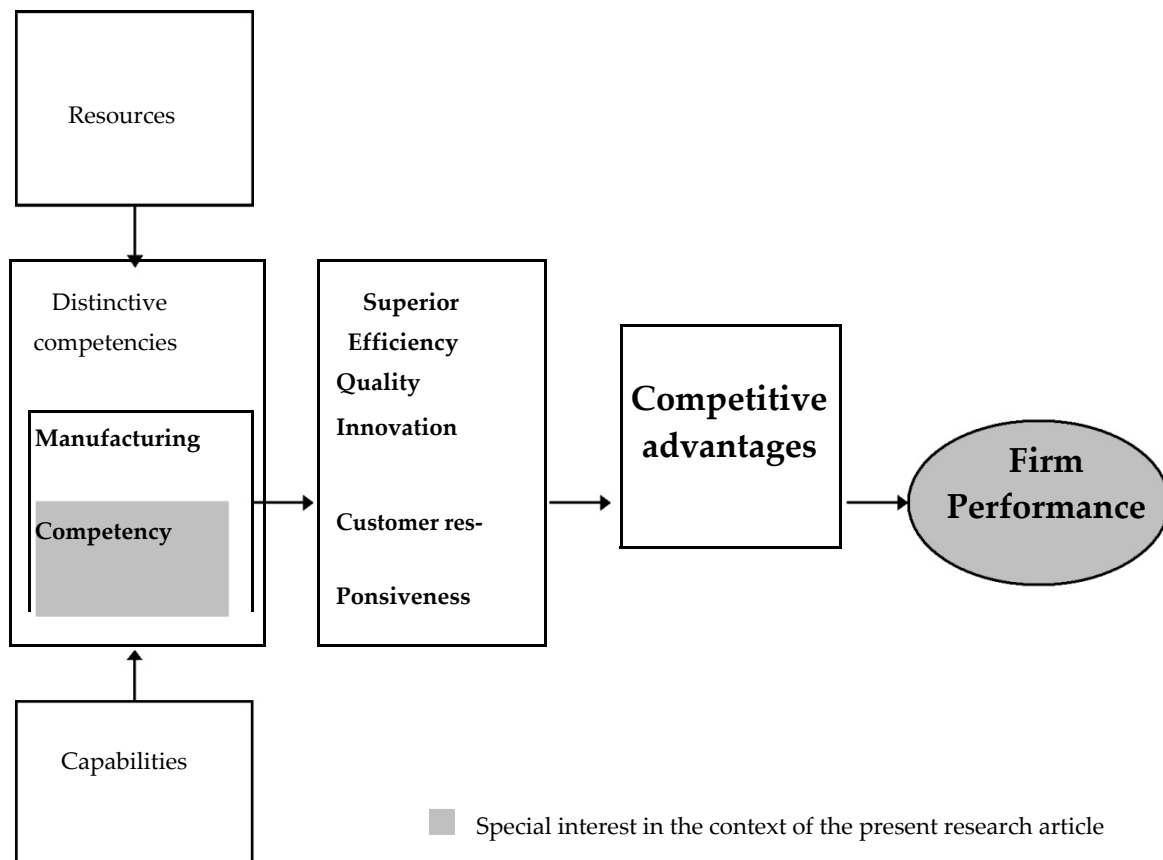 Resources
Distinctive
competencies
Manufacturing
Competency
Superior
Efficiency
Quality
Innovation
Customer res-
Ponsiveness
Competitive
advantages
Firm
Performance
Capabilities
Special interest in the context of the present research article